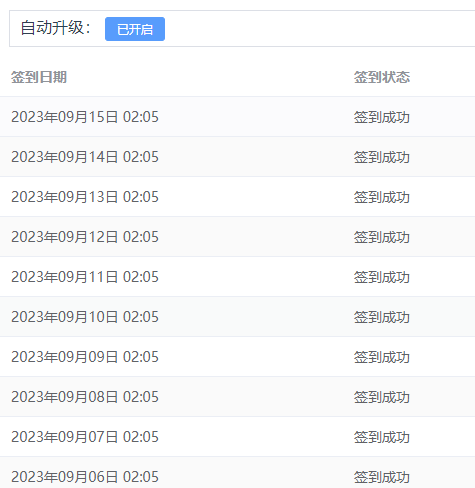 自动升级： 已开启
签到日期 签到状态
2023年09月15日 02:05 签到成功
2023年09月14日 02:05 签到成功
2023年09月13日 02:05 签到成功
2023年09月12日 02:05 签到成功
2023年09月11日 02:05 签到成功
2023年09月10日 02:05 签到成功
2023年09月09日 02:05 签到成功
2023年09月08日 02:05 签到成功
2023年09月07日 02:05 签到成功
2023年09月06日 02:05 签到成功